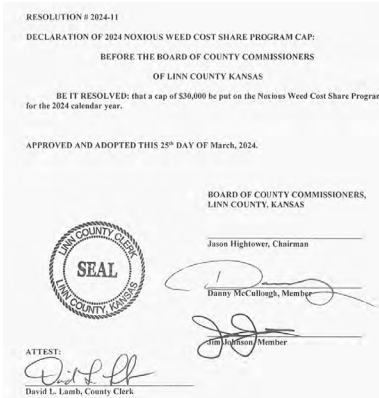 RESOLUTION # 2024-11
DECLARATION OF 2024 NOXIOUS WEED COST SHARE PROGRAM CAP:
BEFORE THE BOARD OF COUNTY COMMISSIONERS
OF LINN COUNTY KANSAS
BE IT RESOLVED: that a cap of $30,000 be put on the Noxious Weed Cost Share Program
for the 2024 calendar year.
APPROVED AND ADOPTED THIS 25th DAY OF March, 2024.
BOARD OF COUNTY COMMISSIONERS,
LINN COUNTY, KANSAS
Jason Hightower, Chairman
LINN COUNTY CLERK
SEAL
LINN COUNTY, KANSAS
Danny McCullough, Member
Jim Johnson, Member
ATTEST:
David L. Lamb, County Clerk